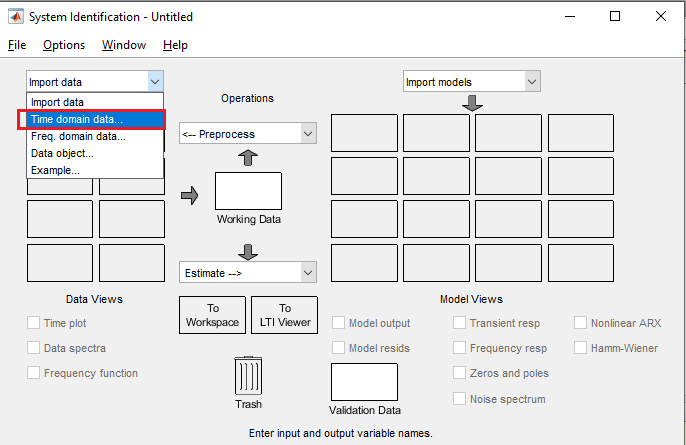 System Identification - Untitled
File Options Window Help
Import data
Import data
Time domain data...
Freq. domain data...
Data object...
Example...
Operations
<-- Preprocess
Working Data
Estimate -->
Import models
Data Views
Time plot
Data spectra
Frequency function
To
Workspace
To
LTI Viewer
Trash
Model Views
Model output
Model resids
Transient resp
Frequency resp
Zeros and poles
Noise spectrum
Nonlinear ARX
Hamm-Wiener
Validation Data
Enter input and output variable names.